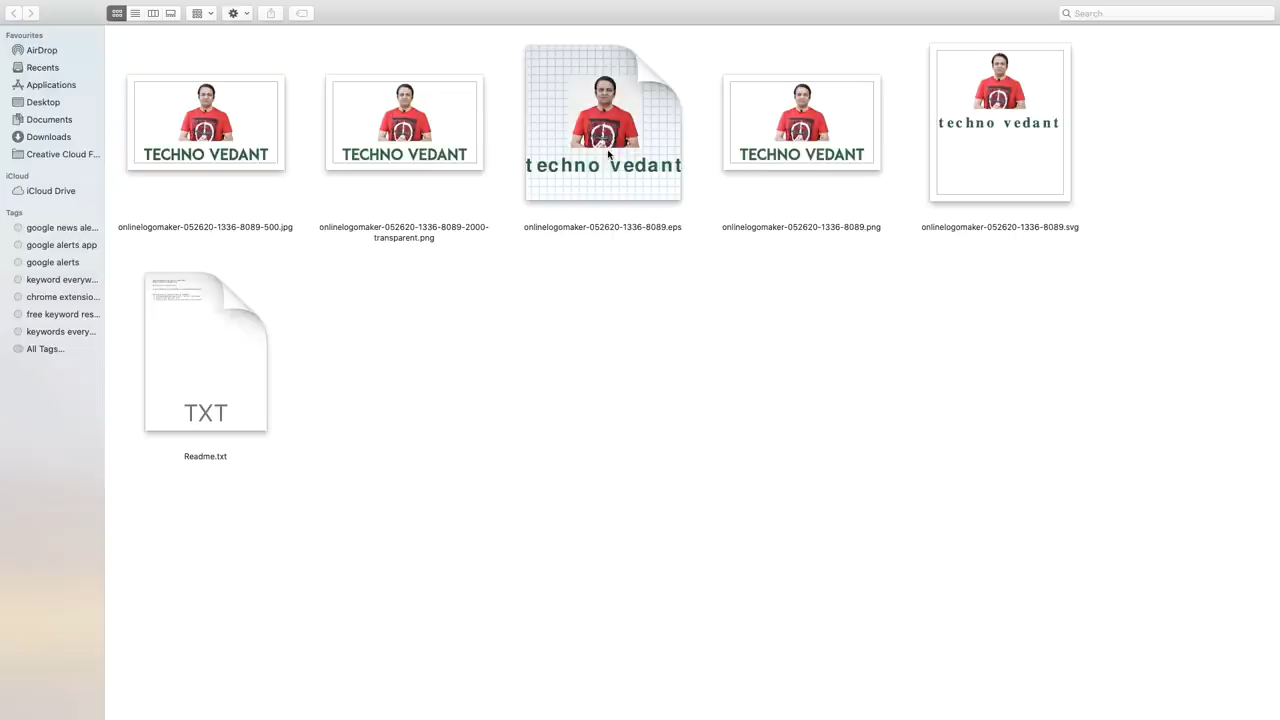 Search
Favourites
AirDrop
Recents
Applications
Desktop
Documents
Downloads
Creative Cloud F...
iCloud
iCloud Drive
Tags
google news ale...
google alerts app
google alerts
keyword everyw...
chrome extensio...
free keyword res...
keywords every...
All Tags...
TECHNO VEDANT
TECHNO VEDANT
techno vedant
TECHNO VEDANT
techno vedant
onlinelogomaker-052620-1336-8089-500.jpg
onlinelogomaker-052620-1336-8089-2000-
transparent.png
onlinelogomaker-052620-1336-8089.eps
onlinelogomaker-052620-1336-8089.png
onlinelogomaker-052620-1336-8089.svg
TXT
Readme.txt